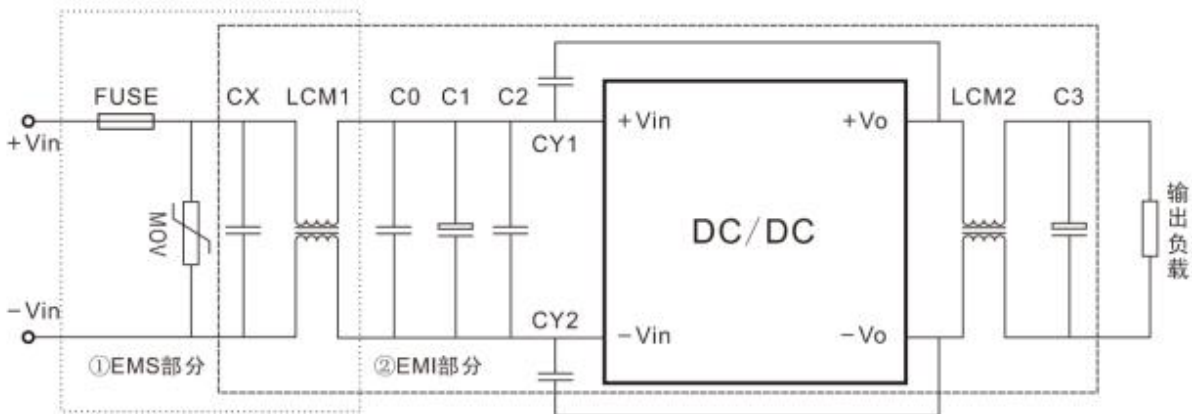 FUSE
CX
LCM1
C0
C1
C2
CY1
+Vin
+Vo
LCM2
C3
+Vin
MOV
DC/DC
输出负载
-Vin
CY2
-Vin
-Vo
①EMS部分
②EMI部分